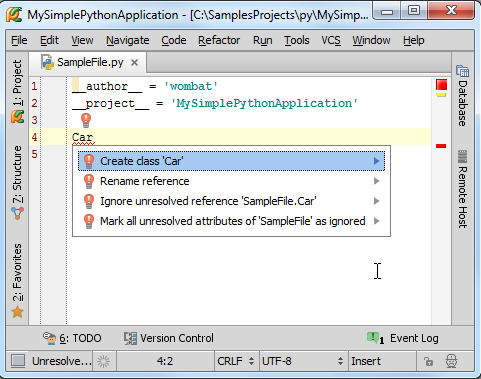 MySimplePythonApplication - [C:\SamplesProjects\py\MySimp
File Edit View Navigate Code Refactor Run Tools VCS Window Help
SampleFile.py
1: Project
7: Structure
2: Favorites
1 __author__ = 'wombat'
2 __project__ = 'MySimplePythonApplication'
3
4 Car
5
Create class 'Car'
Rename reference
Ignore unresolved reference 'SampleFile.Car'
Mark all unresolved attributes of 'SampleFile' as ignored
Database
Remote Host
6: TODO Version Control 1 Event Log
Unresolve... 4:2 CRLF UTF-8 Insert